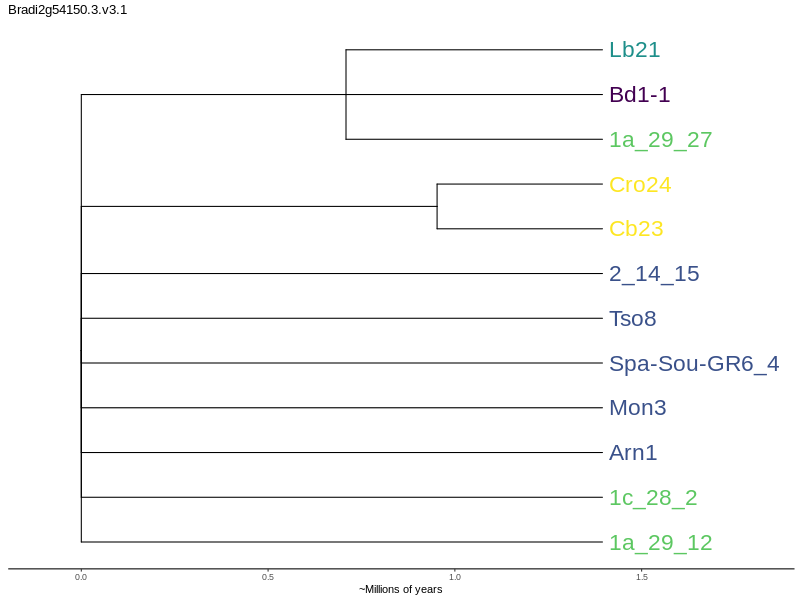 Bradi2g54150.3.v3.1
Lb21
Bd1-1
1a_29_27
Cro24
Cb23
2_14_15
Tso8
Spa-Sou-GR6_4
Mon3
Arn1
1c_28_2
1a_29_12
0.0 0.5 1.0 1.5
~Millions of years